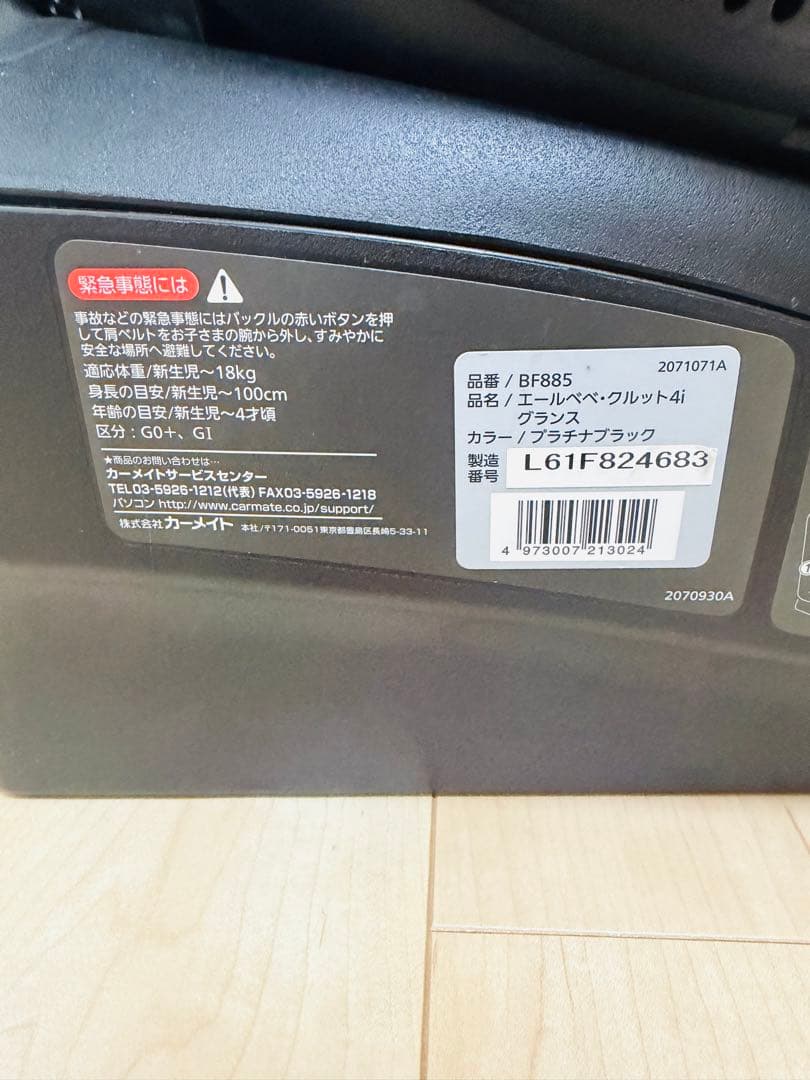 緊急事態には
事故などの緊急事態にはバックルの赤いボタンを押
して肩ベルトをお子さまの腕から外し、すみやかに
安全な場所へ避難してください。
適応体重/新生児〜18kg
身長の目安/新生児〜100cm
年齢の目安/新生児〜4才頃
区分：G0+、GⅠ
★商品のお問い合わせは…
カーメイトサービスセンター
TEL03-5926-1212(代表) FAX03-5926-1218
パソコン http://www.carmate.co.jp/support/
株式会社 カーメイト 本社/〒171-0051東京都豊島区長崎5-33-11
2071071A
品番 / BF885
品名 / エールベベ・クルット4i
グランス
カラー / プラチナブラック
製造番号 L61F824683
4 973007 213024
2070930A